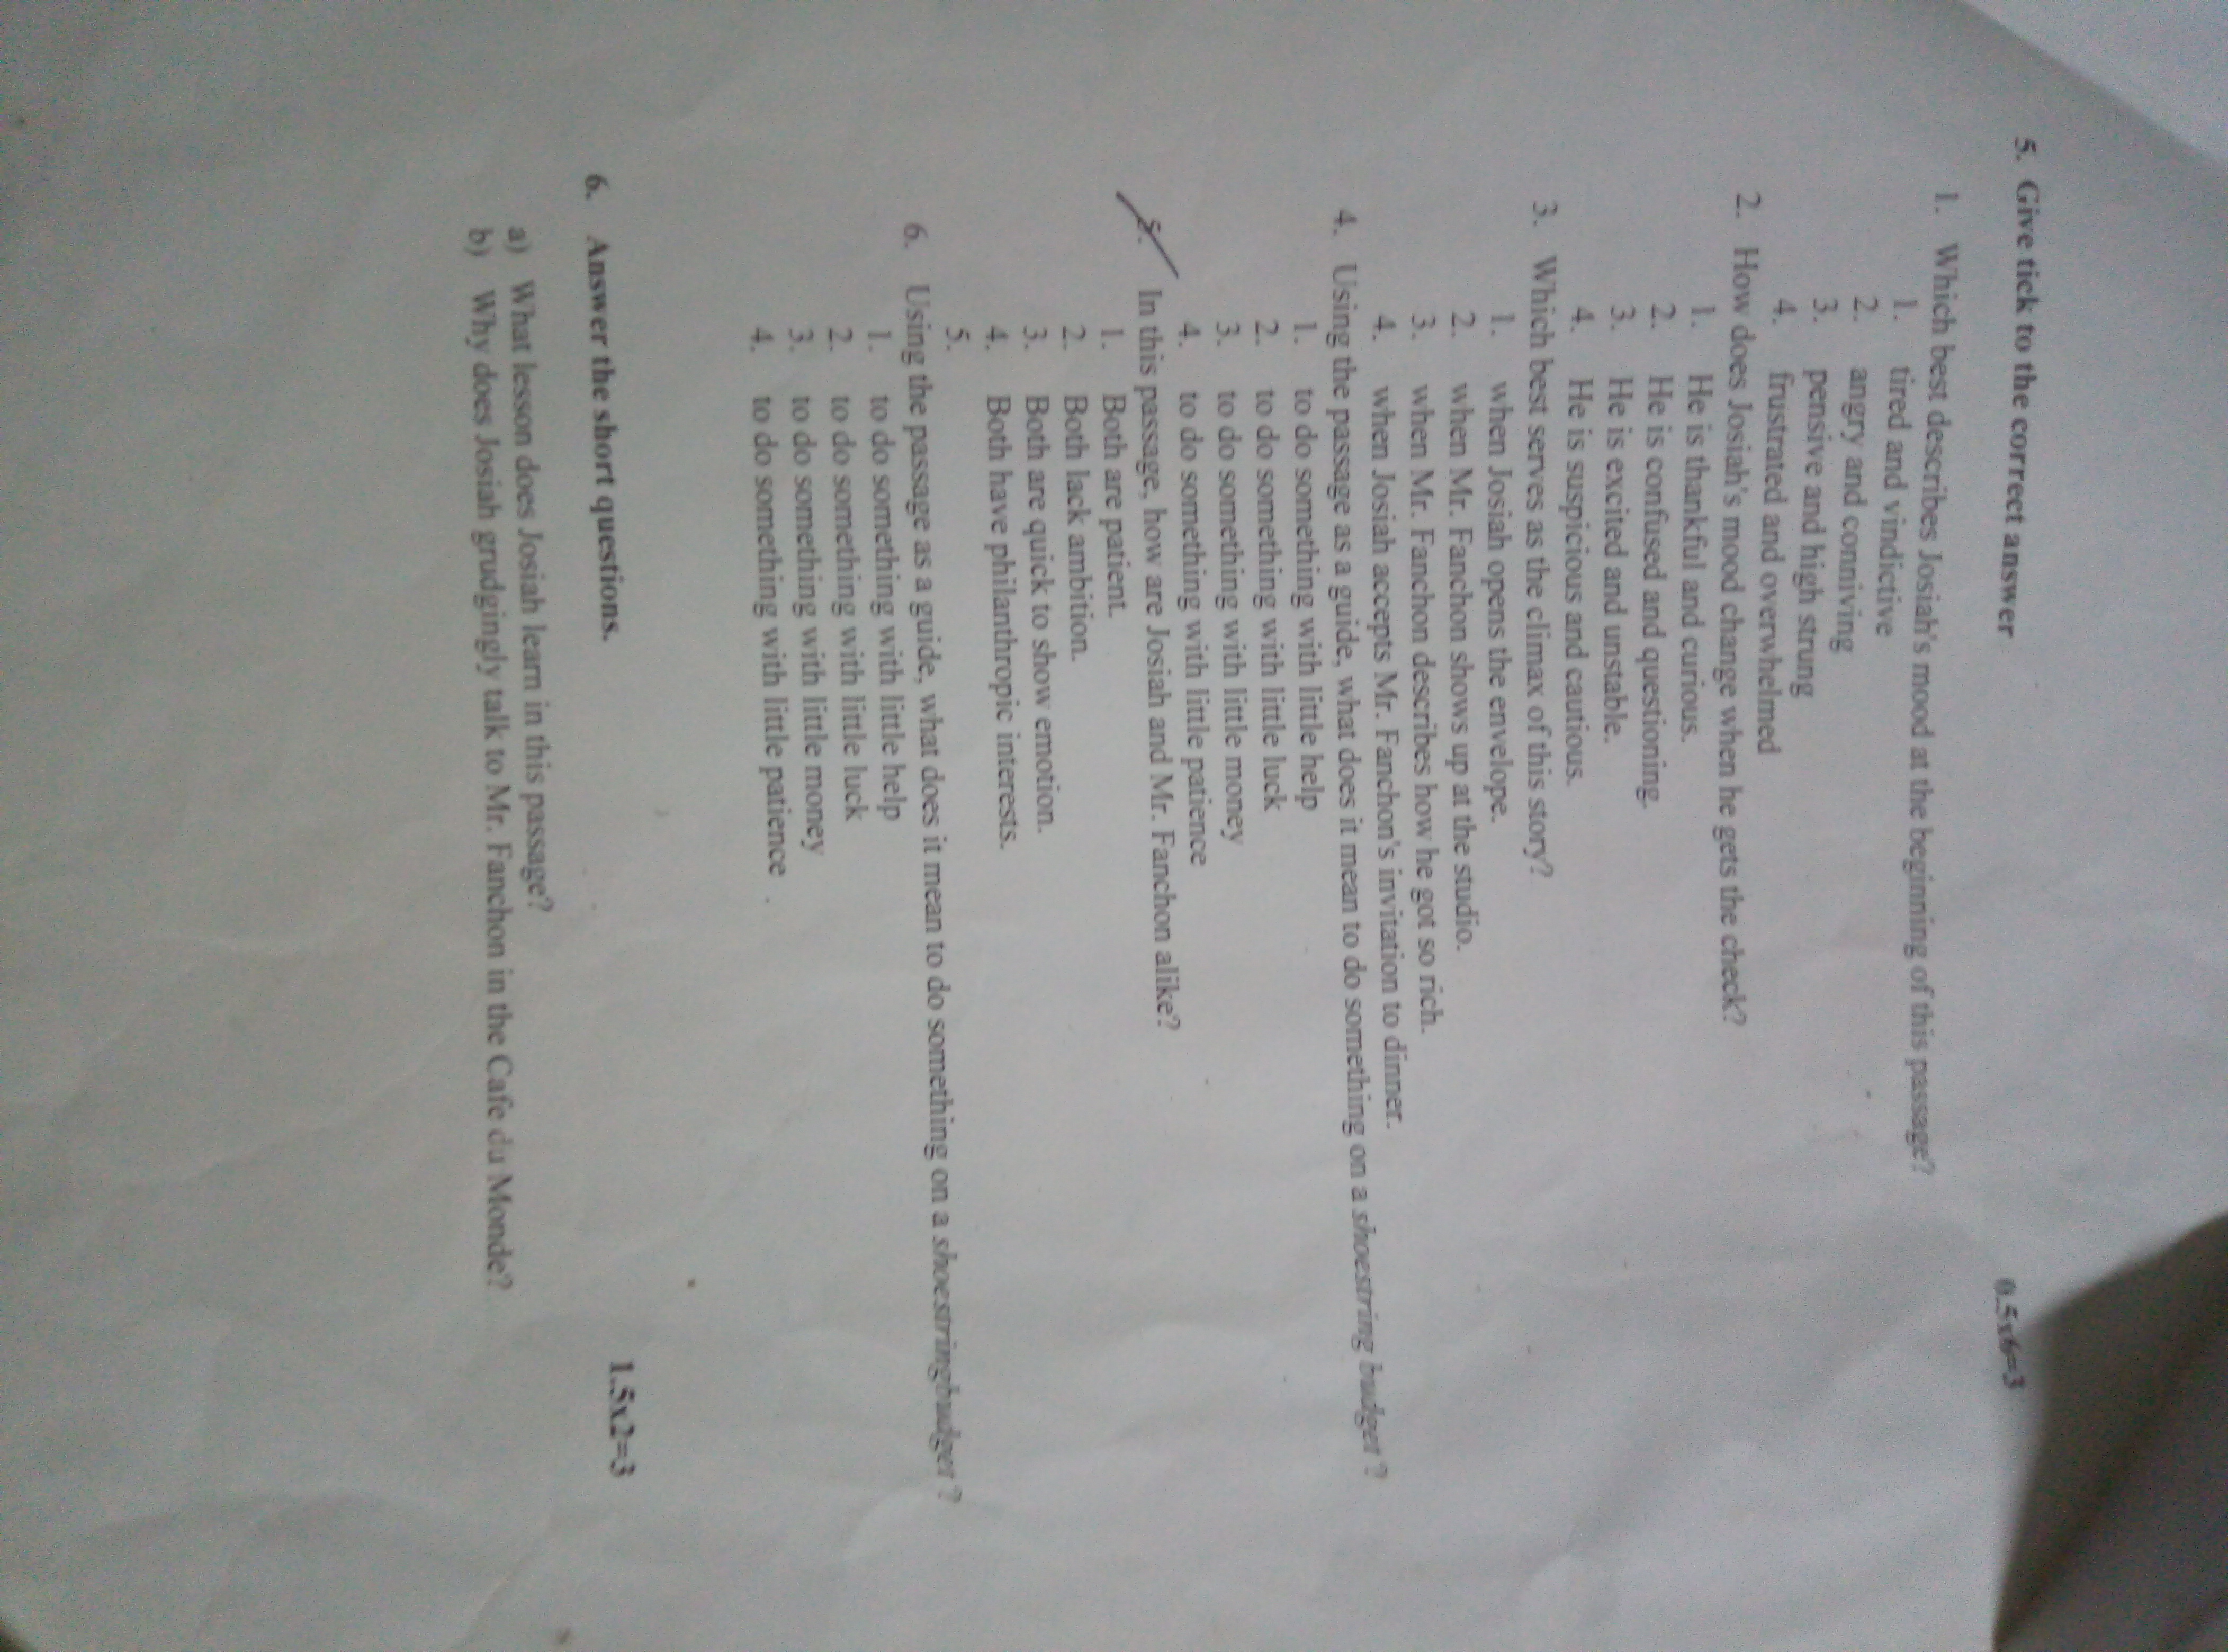 5. Give tick to the correct answer 0.5x6=3
1. Which best describes Josiah's mood at the beginning of this passage?
1. tired and vindictive
2. angry and conniving
3. pensive and high strung
4. frustrated and overwhelmed
2. How does Josiah's mood change when he gets the check?
1. He is thankful and curious.
2. He is confused and questioning.
3. He is excited and unstable.
4. He is suspicious and cautious.
3. Which best serves as the climax of this story?
1. when Josiah opens the envelope.
2. when Mr. Fanchon shows up at the studio.
3. when Mr. Fanchon describes how he got so rich.
4. when Josiah accepts Mr. Fanchon's invitation to dinner.
4. Using the passage as a guide, what does it mean to do something on a shoestring budget?
1. to do something with little help
2. to do something with little luck
3. to do something with little money
4. to do something with little patience
5. In this passage, how are Josiah and Mr. Fanchon alike?
1. Both are patient.
2. Both lack ambition.
3. Both are quick to show emotion.
4. Both have philanthropic interests.
5.
6. Using the passage as a guide, what does it mean to do something on a shoestringbudget?
1. to do something with little help
2. to do something with little luck
3. to do something with little money
4. to do something with little patience
6. Answer the short questions. 1.5x2=3
a) What lesson does Josiah learn in this passage?
b) Why does Josiah grudgingly talk to Mr. Fanchon in the Cafe du Monde?